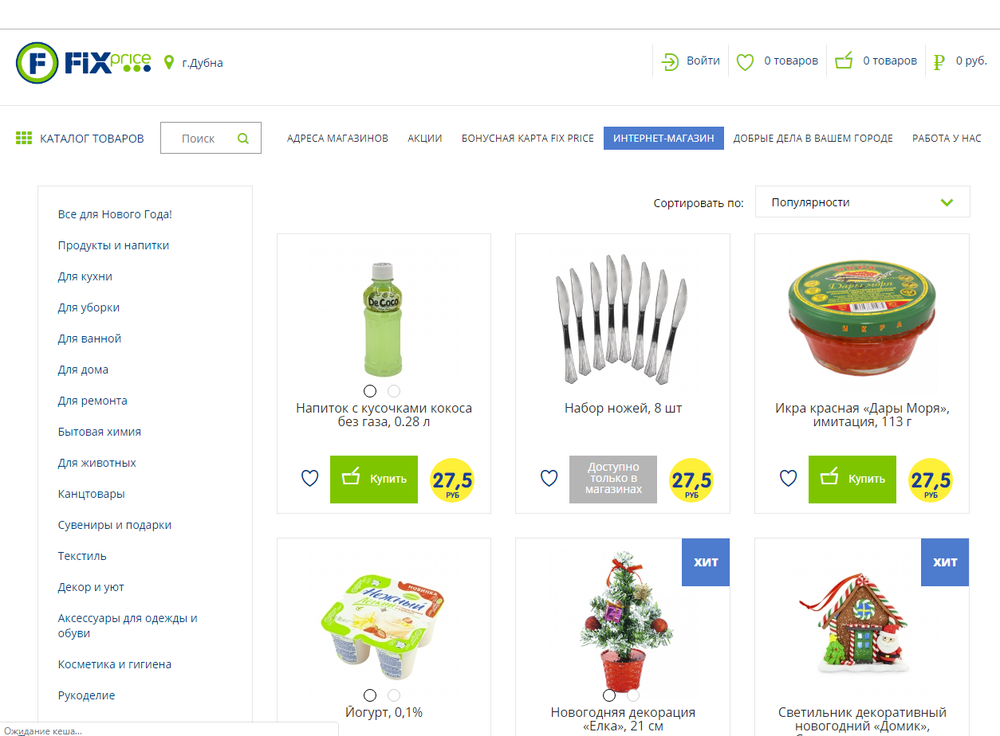 F FiXprice
г.Дубна
Войти
0 товаров
0 товаров
₽ 0 руб.
КАТАЛОГ ТОВАРОВ
Поиск
АДРЕСА МАГАЗИНОВ
АКЦИИ
БОНУСНАЯ КАРТА FIX PRICE
ИНТЕРНЕТ-МАГАЗИН
ДОБРЫЕ ДЕЛА В ВАШЕМ ГОРОДЕ
РАБОТА У НАС
Все для Нового Года!
Продукты и напитки
Для кухни
Для уборки
Для ванной
Для дома
Для ремонта
Бытовая химия
Для животных
Канцтовары
Сувениры и подарки
Текстиль
Декор и уют
Аксессуары для одежды и
обуви
Косметика и гигиена
Рукоделие
Сортировать по:
Популярности
De Coco
Напиток с кусочками кокоса
без газа, 0.28 л
Купить
27,5
РУБ
Набор ножей, 8 шт
Доступно
только в
магазинах
27,5
РУБ
Дары моря
ИКРА
Икра красная «Дары Моря»,
имитация, 113 г
Купить
27,5
РУБ
НОВИНКА
Нежный
Йогурт, 0,1%
ХИТ
Новогодняя декорация
«Елка», 21 см
ХИТ
Светильник декоративный
новогодний «Домик»,
Ожидание кеша...